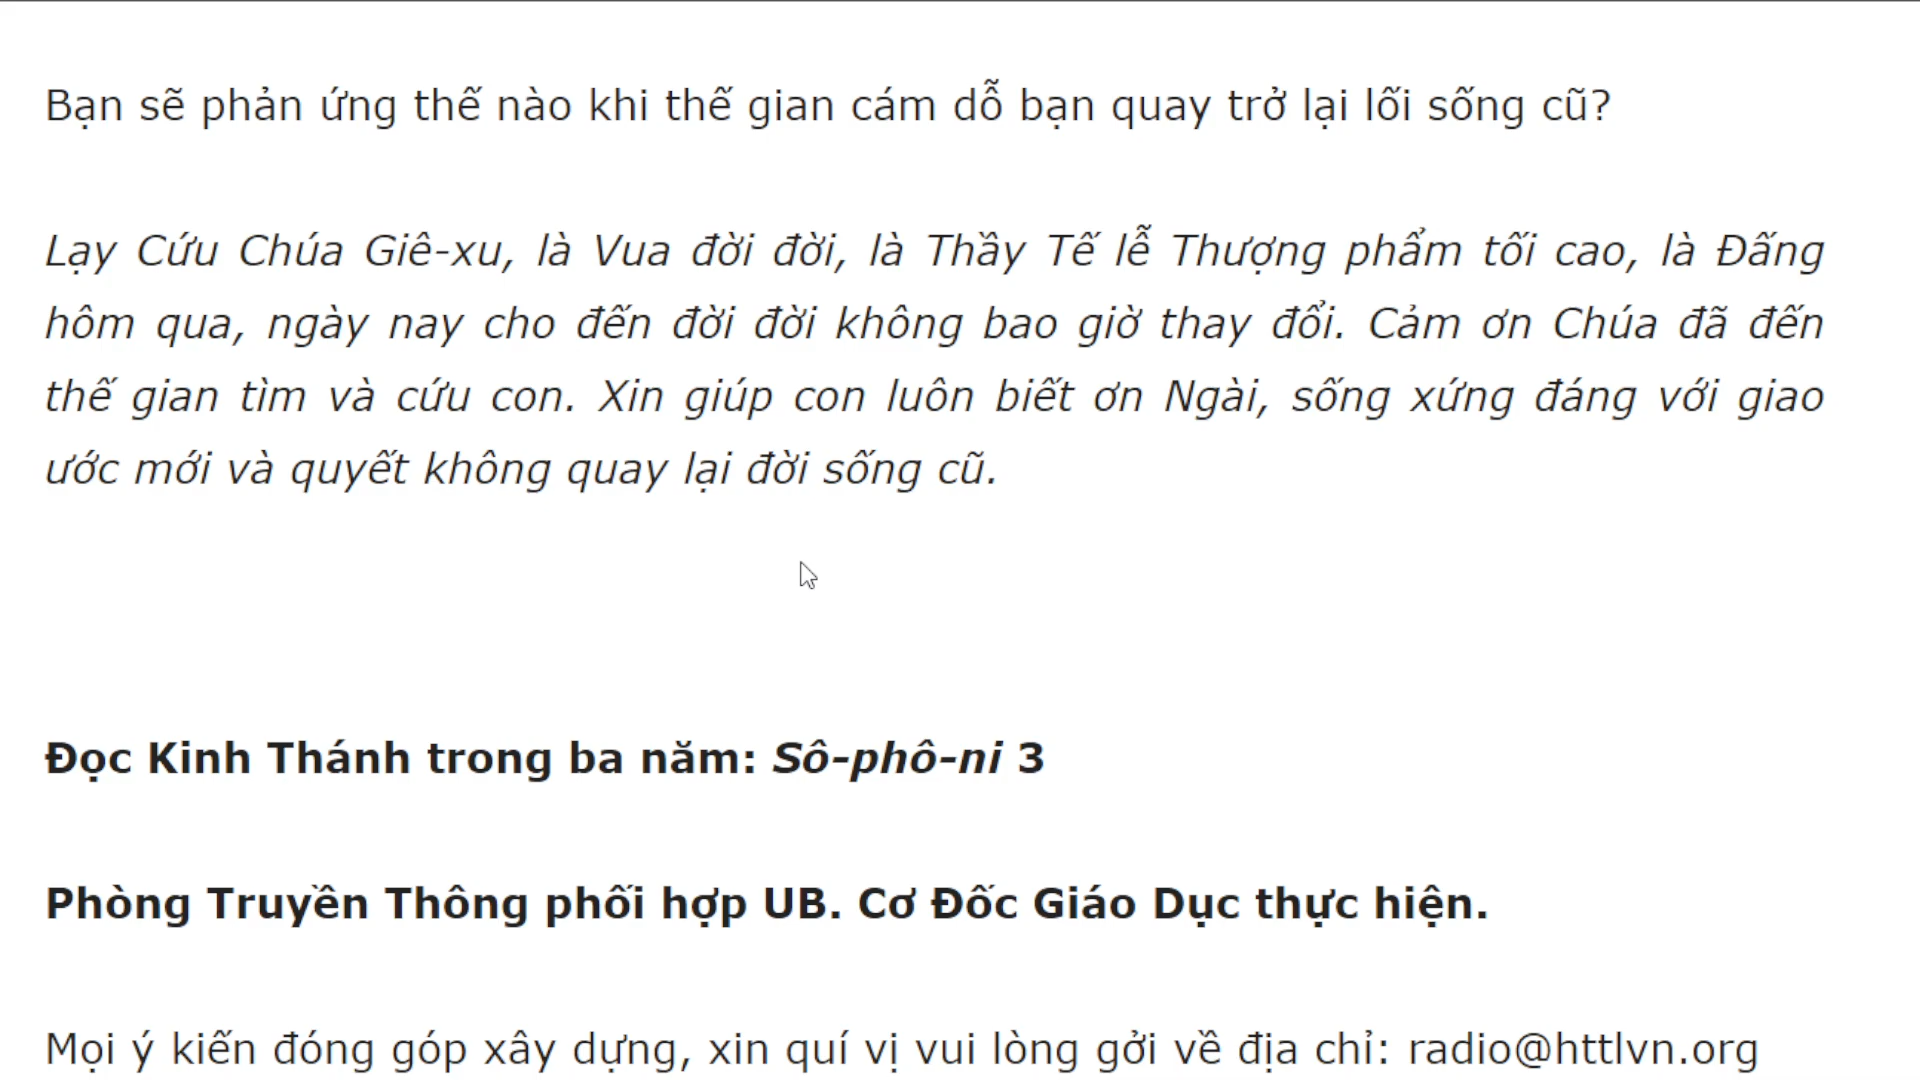 Bạn sẽ phản ứng thế nào khi thế gian cám dỗ bạn quay trở lại lối sống cũ?
Lạy Cứu Chúa Giê-xu, là Vua đời đời, là Thầy Tế lễ Thượng phẩm tối cao, là Đấng
hôm qua, ngày nay cho đến đời đời không bao giờ thay đổi. Cảm ơn Chúa đã đến
thế gian tìm và cứu con. Xin giúp con luôn biết ơn Ngài, sống xứng đáng với giao
ước mới và quyết không quay lại đời sống cũ.
Đọc Kinh Thánh trong ba năm: Sô-phô-ni 3
Phòng Truyền Thông phối hợp UB. Cơ Đốc Giáo Dục thực hiện.
Mọi ý kiến đóng góp xây dựng, xin quí vị vui lòng gởi về địa chỉ: radio@httlvn.org